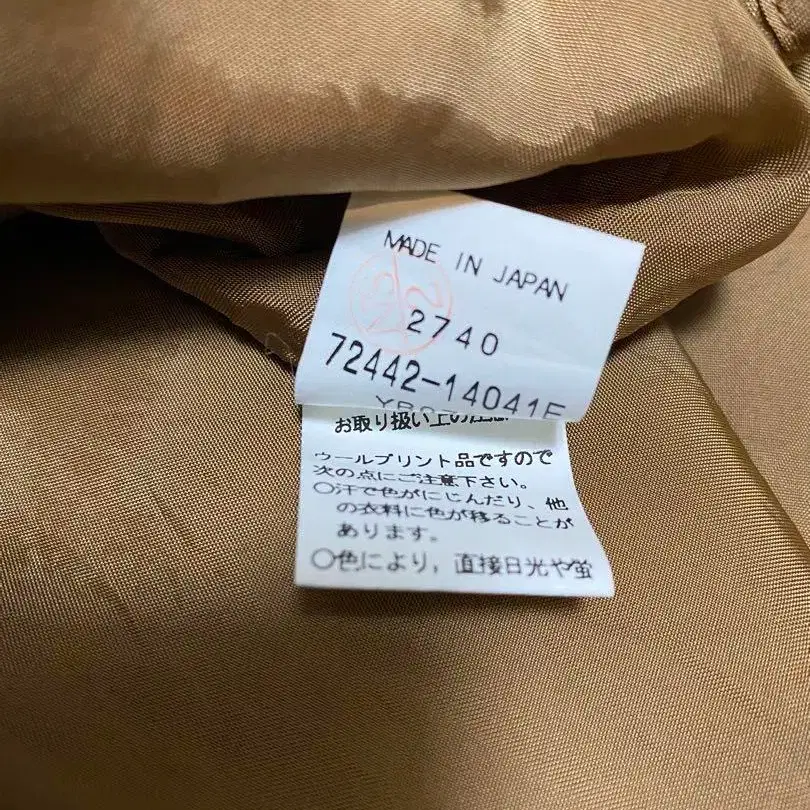 MADE IN JAPAN
2740
72442-14041E
お取り扱い上の
ウールプリント品ですので
次の点にご注意下さい。
○汗で色がにじんだり、他
の衣料に色が移ることが
あります。
○色により，直接日光や蛍